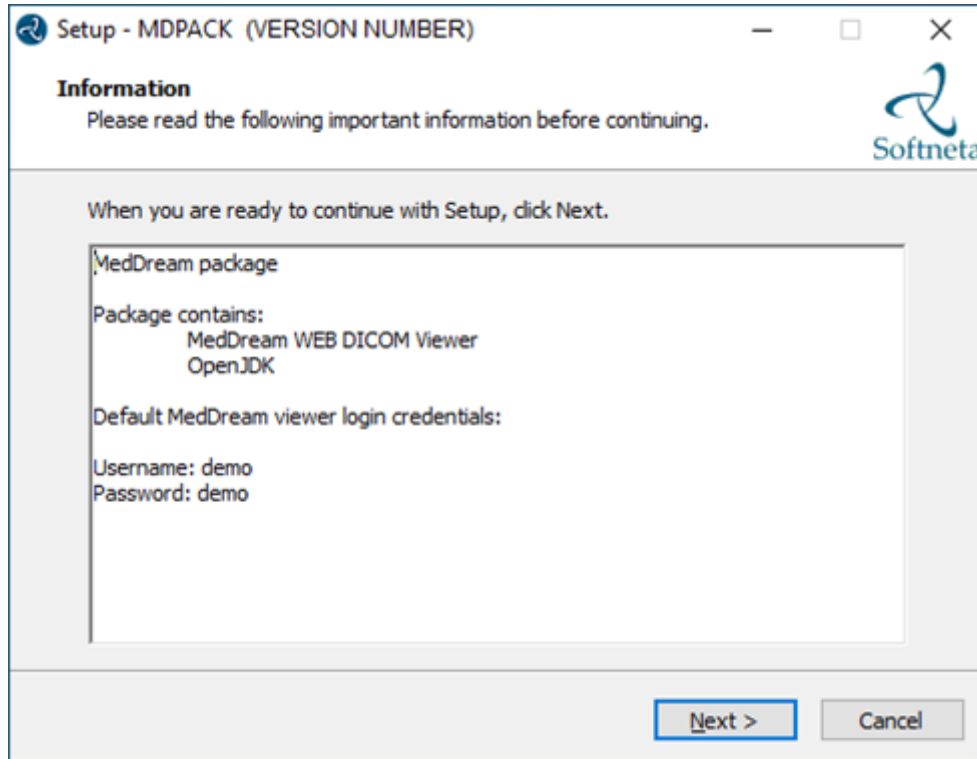 Setup - MDPACK (VERSION NUMBER)
Information
Please read the following important information before continuing.
Softneta
When you are ready to continue with Setup, click Next.
MedDream package
Package contains:
MedDream WEB DICOM Viewer
OpenJDK
Default MedDream viewer login credentials:
Username: demo
Password: demo
Next >
Cancel